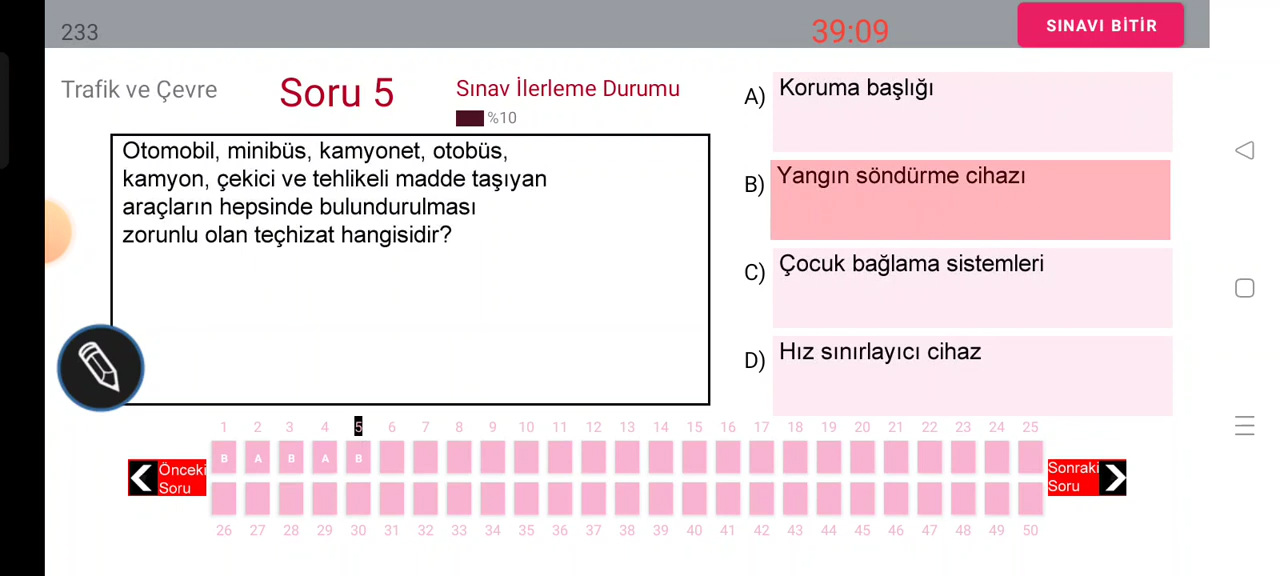 233
39:09
SINAVI BİTİR
Trafik ve Çevre
Soru 5
Sınav İlerleme Durumu
%10
Otomobil, minibüs, kamyonet, otobüs,
kamyon, çekici ve tehlikeli madde taşıyan
araçların hepsinde bulundurulması
zorunlu olan teçhizat hangisidir?
A) Koruma başlığı
B) Yangın söndürme cihazı
C) Çocuk bağlama sistemleri
D) Hız sınırlayıcı cihaz
1 2 3 4 5 6 7 8 9 10 11 12 13 14 15 16 17 18 19 20 21 22 23 24 25
B A B A B
Önceki
Soru
Sonraki
Soru
26 27 28 29 30 31 32 33 34 35 36 37 38 39 40 41 42 43 44 45 46 47 48 49 50